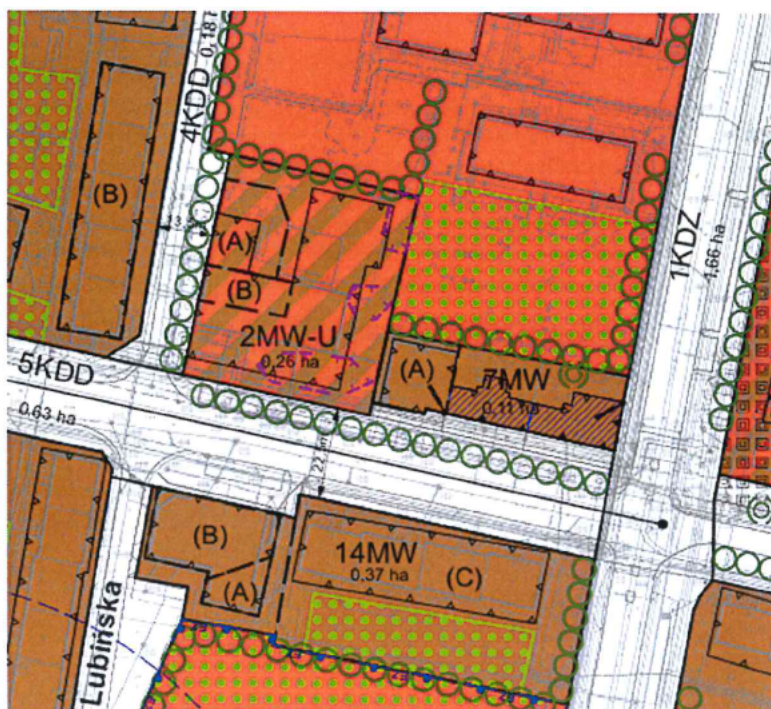 0.18 ha
4KDD
(B)
(A)
(B)
2MW-U
0,26 ha
1KDZ
1,66 ha
5KDD
0,63 ha
(A)
7MW
0,11 ha
(B)
(A)
14MW
0,37 ha
(C)
Lubińska